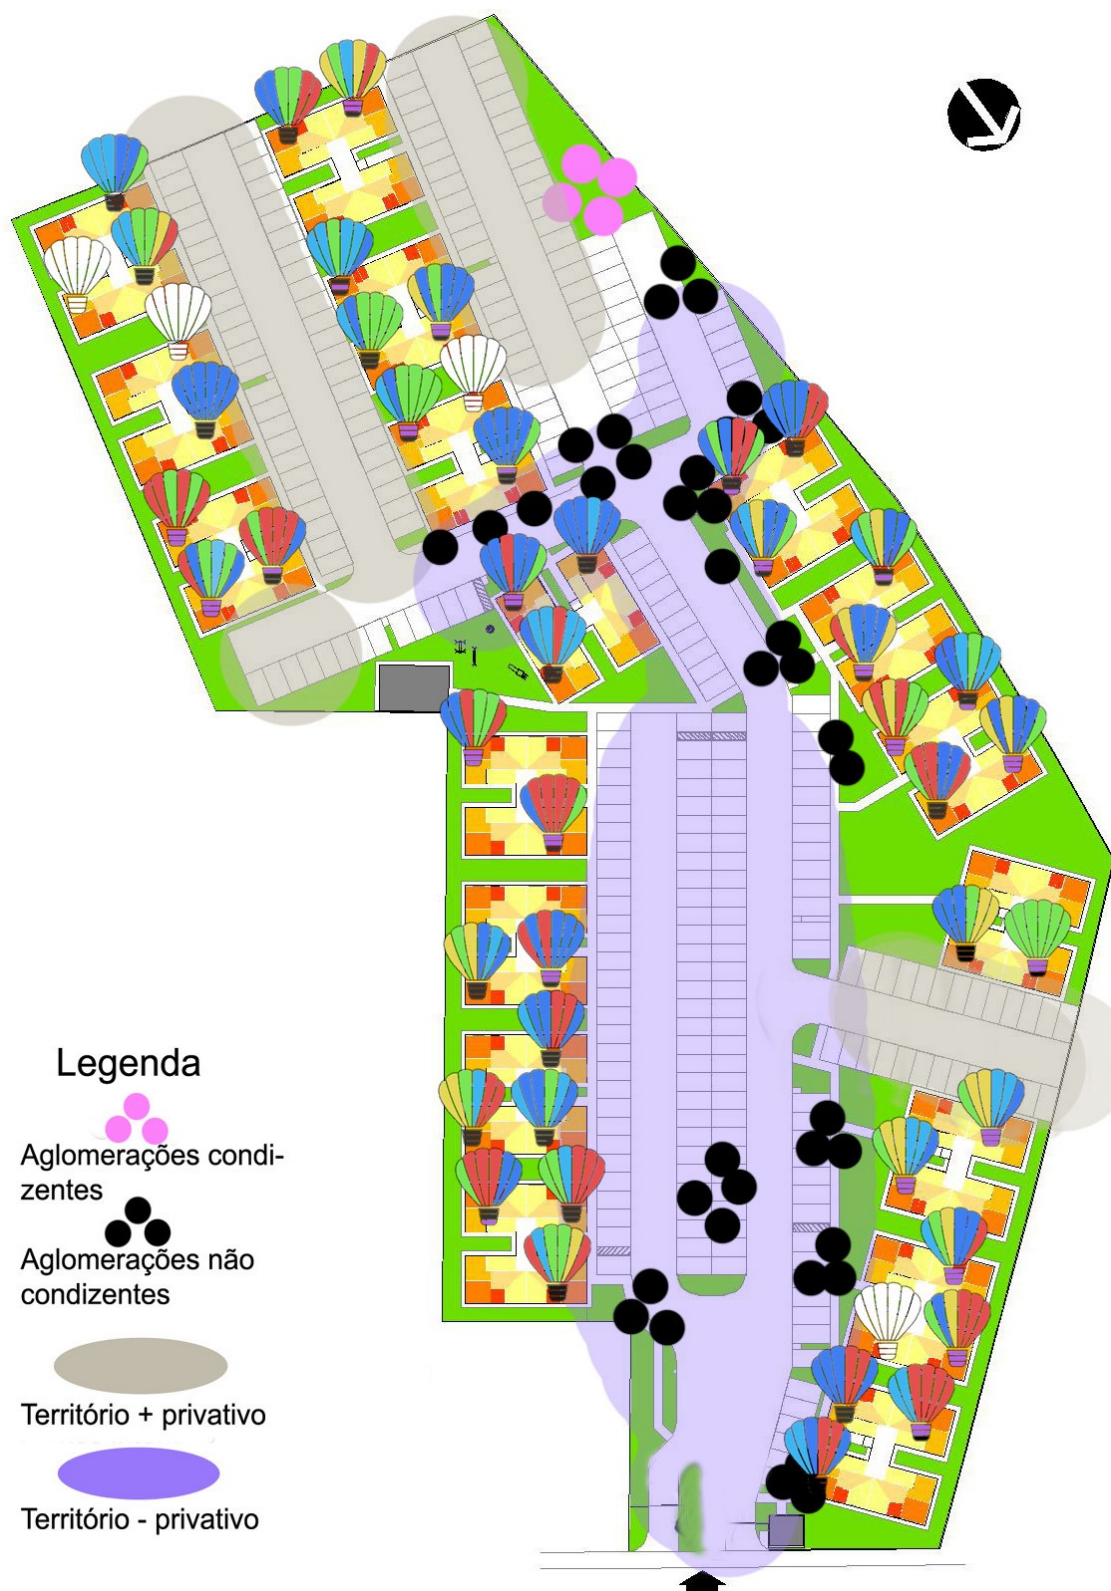 Legenda
Aglomerações condi-
zentes
Aglomerações não
condizentes
Território + privativo
Território - privativo